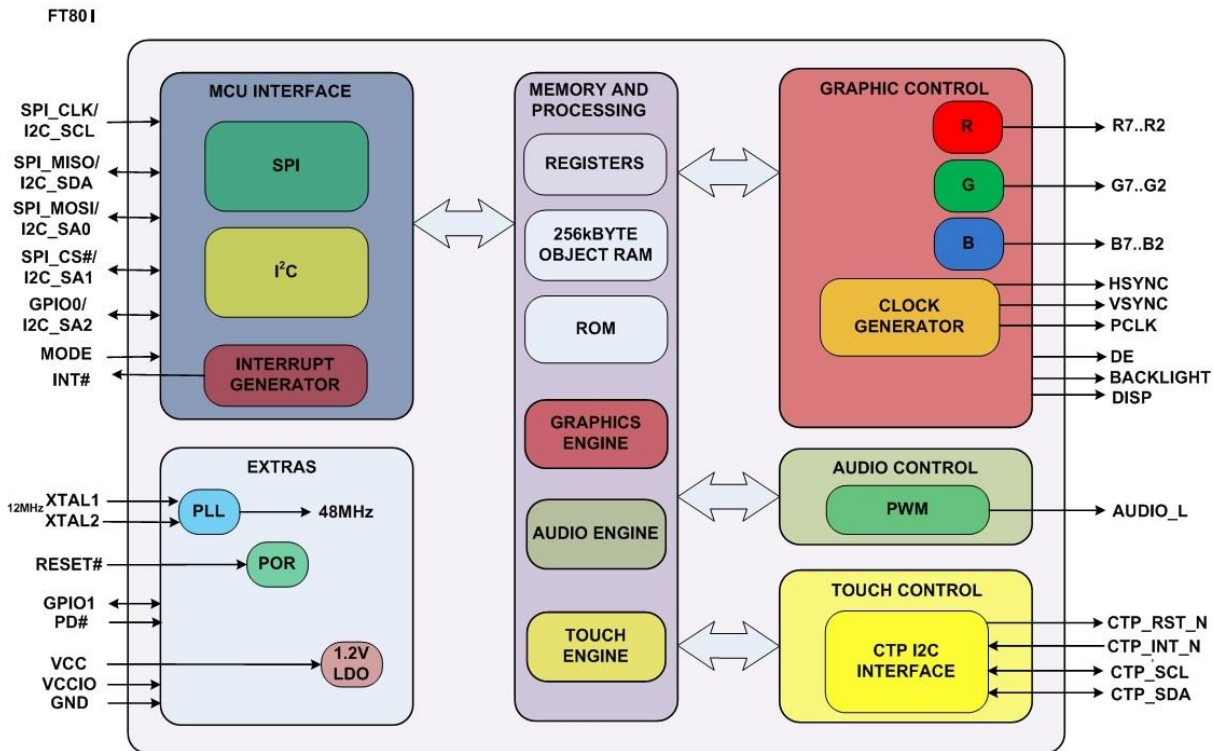 FT801
MCU INTERFACE
SPI
I²C
INTERRUPT
GENERATOR
SPI_CLK/
I2C_SCL
SPI_MISO/
I2C_SDA
SPI_MOSI/
I2C_SA0
SPI_CS#/
I2C_SA1
GPIO0/
I2C_SA2
MODE
INT#
EXTRAS
12MHz
XTAL1
XTAL2
PLL
48MHz
RESET#
POR
GPIO1
PD#
VCC
VCCIO
GND
1.2V
LDO
MEMORY AND
PROCESSING
REGISTERS
256kBYTE
OBJECT RAM
ROM
GRAPHICS
ENGINE
AUDIO ENGINE
TOUCH
ENGINE
GRAPHIC CONTROL
R
G
B
CLOCK
GENERATOR
R7..R2
G7..G2
B7..B2
HSYNC
VSYNC
PCLK
DE
BACKLIGHT
DISP
AUDIO CONTROL
PWM
AUDIO_L
TOUCH CONTROL
CTP I2C
INTERFACE
CTP_RST_N
CTP_INT_N
CTP_SCL
CTP_SDA